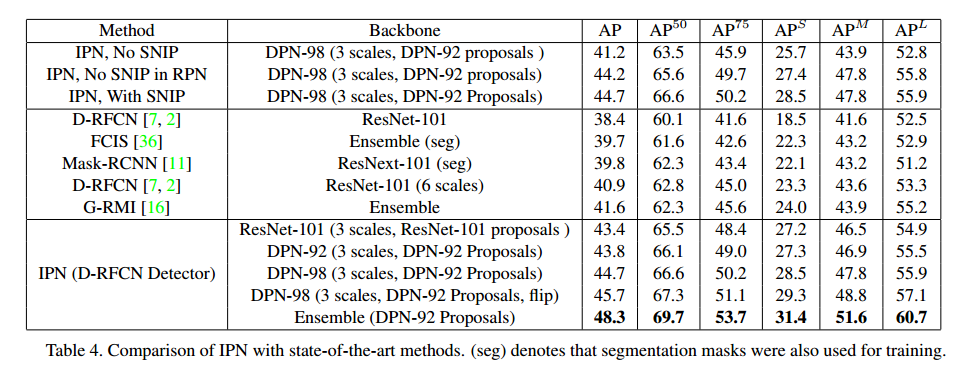 Method Backbone AP AP^50 AP^75 AP^S AP^M AP^L
IPN, No SNIP DPN-98 (3 scales, DPN-92 proposals ) 41.2 63.5 45.9 25.7 43.9 52.8
IPN, No SNIP in RPN DPN-98 (3 scales, DPN-92 proposals) 44.2 65.6 49.7 27.4 47.8 55.8
IPN, With SNIP DPN-98 (3 scales, DPN-92 Proposals) 44.7 66.6 50.2 28.5 47.8 55.9
D-RFCN [7, 2] ResNet-101 38.4 60.1 41.6 18.5 41.6 52.5
FCIS [36] Ensemble (seg) 39.7 61.6 42.6 22.3 43.2 52.9
Mask-RCNN [11] ResNext-101 (seg) 39.8 62.3 43.4 22.1 43.2 51.2
D-RFCN [7, 2] ResNet-101 (6 scales) 40.9 62.8 45.0 23.3 43.6 53.3
G-RMI [16] Ensemble 41.6 62.3 45.6 24.0 43.9 55.2
ResNet-101 (3 scales, ResNet-101 proposals ) 43.4 65.5 48.4 27.2 46.5 54.9
DPN-92 (3 scales, DPN-92 Proposals) 43.8 66.1 49.0 27.3 46.9 55.5
IPN (D-RFCN Detector) DPN-98 (3 scales, DPN-92 Proposals) 44.7 66.6 50.2 28.5 47.8 55.9
DPN-98 (3 scales, DPN-92 Proposals, flip) 45.7 67.3 51.1 29.3 48.8 57.1
Ensemble (DPN-92 Proposals) 48.3 69.7 53.7 31.4 51.6 60.7
Table 4. Comparison of IPN with state-of-the-art methods. (seg) denotes that segmentation masks were also used for training.